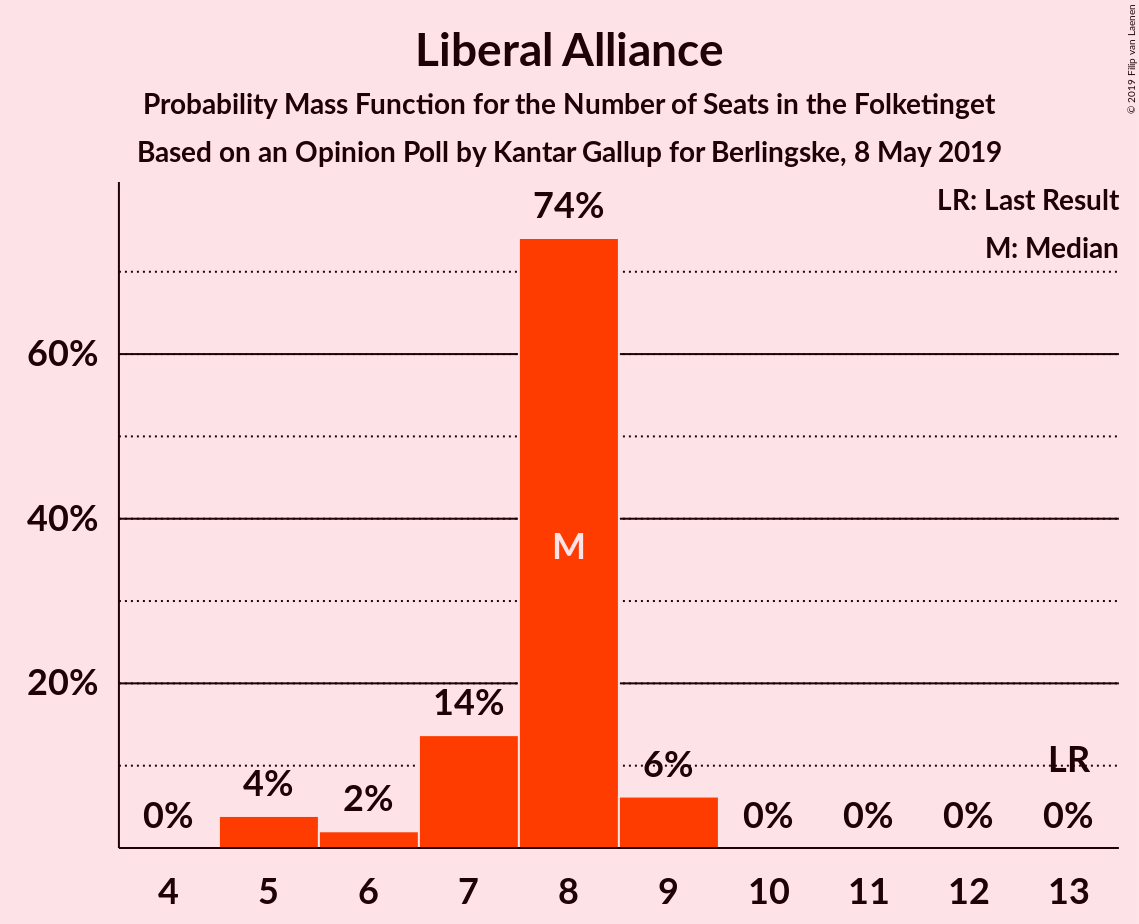 Liberal Alliance
Probability Mass Function for the Number of Seats in the Folketinget
Based on an Opinion Poll by Kantar Gallup for Berlingske, 8 May 2019
© 2019 Filip van Laenen
LR: Last Result
M: Median
60%
40%
20%
0%
4%
2%
14%
74%
M
6%
0%
0%
0%
LR
0%
4 5 6 7 8 9 10 11 12 13